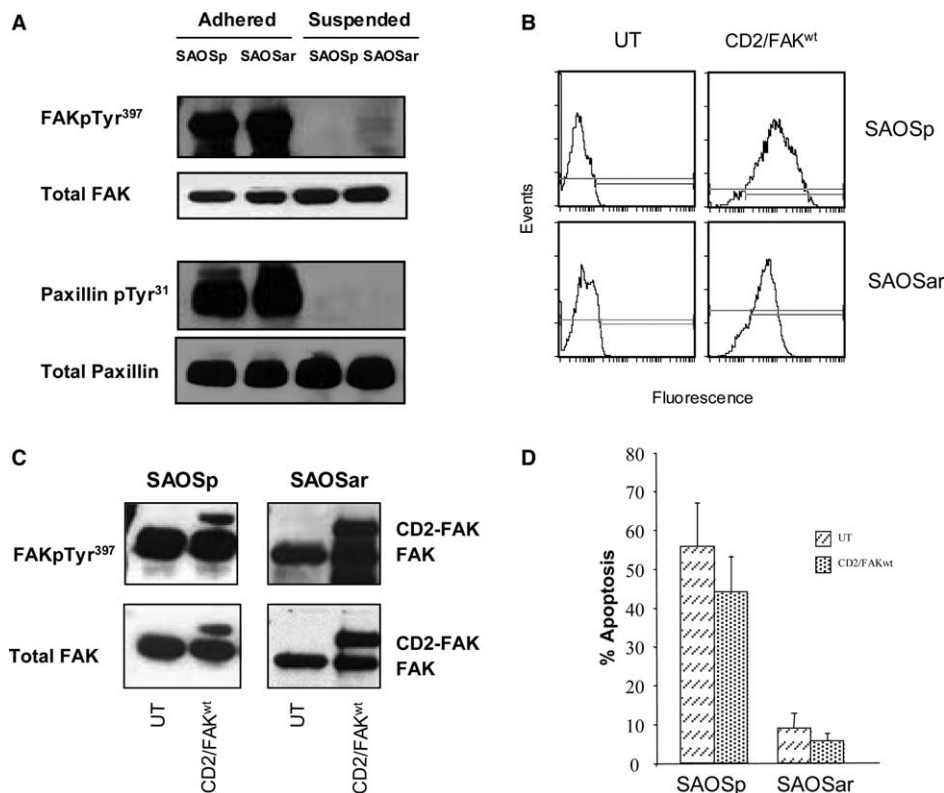 A
Adhered Suspended
SAOSp SAOSar SAOSp SAOSar
FAKpTyr³⁹⁷
Total FAK
Paxillin pTyr³¹
Total Paxillin
B
UT CD2/FAKʷᵗ
SAOSp
Events
SAOSar
Fluorescence
C
SAOSp SAOSar
FAKpTyr³⁹⁷
CD2-FAK
FAK
Total FAK
CD2-FAK
FAK
UT
CD2/FAKʷᵗ
UT
CD2/FAKʷᵗ
D
% Apoptosis
80
70
60
50
40
30
20
10
0
UT
CD2/FAKwt
SAOSp SAOSar